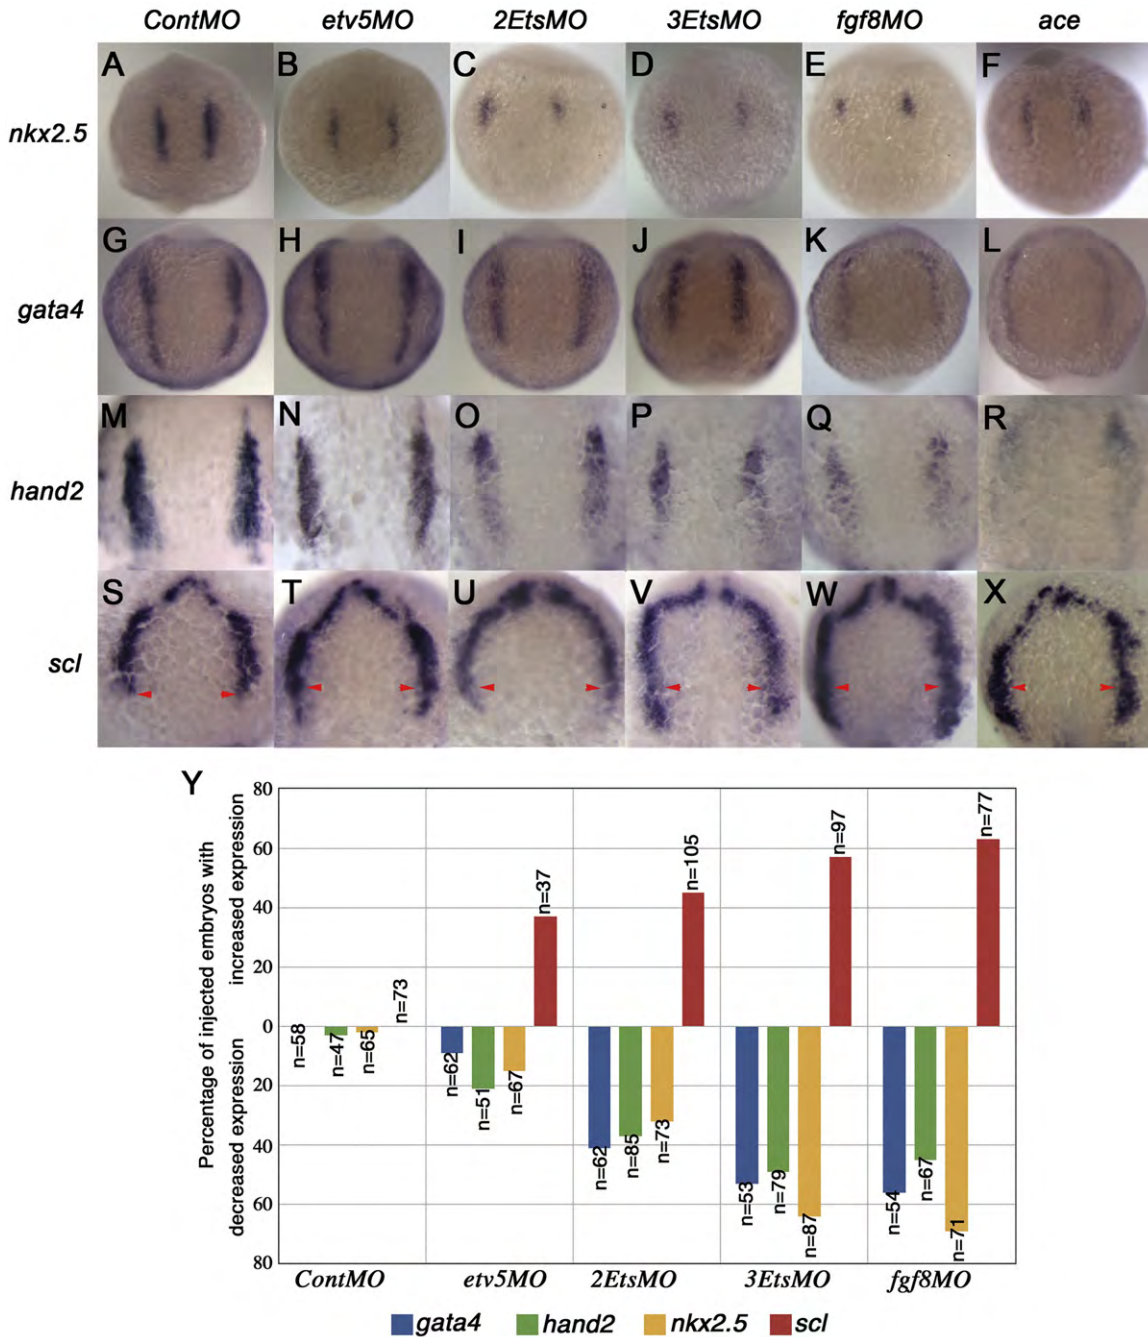 ContMO etv5MO 2EtsMO 3EtsMO fgf8MO ace
nkx2.5 A B C D E F
gata4 G H I J K L
hand2 M N O P Q R
scl S T U V W X
Y
Percentage of injected embryos with
decreased expression increased expression
80
60
40
20
0
20
40
60
80
n=58 n=47 n=65 n=73
n=62 n=51 n=67 n=37
n=62 n=85 n=73 n=105
n=53 n=79 n=87 n=97
n=54 n=67 n=71 n=77
ContMO etv5MO 2EtsMO 3EtsMO fgf8MO
gata4 hand2 nkx2.5 scl